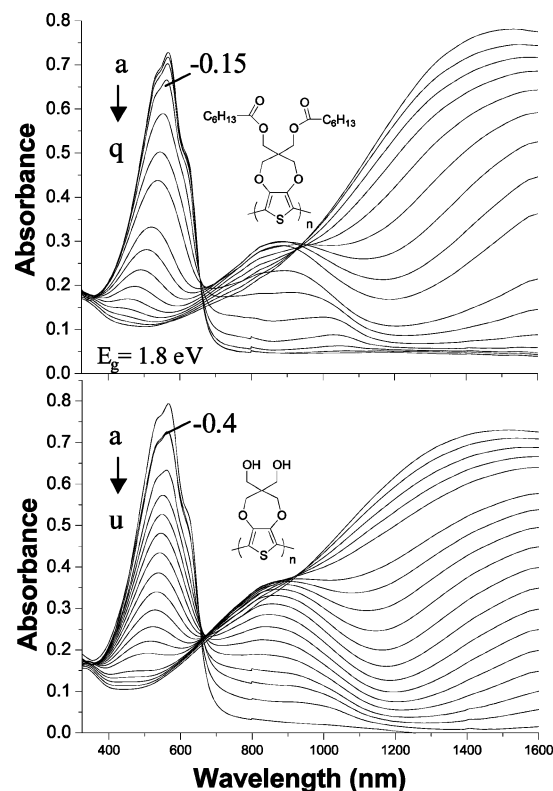 0.8
0.7
0.6
0.5
0.4
0.3
0.2
0.1
0.0
Absorbance
a
q
-0.15
C6H13
O
O
O
O
C6H13
O
O
S
n
Eg= 1.8 eV
0.8
0.7
0.6
0.5
0.4
0.3
0.2
0.1
0.0
Absorbance
a
u
-0.4
OH OH
O
O
S
n
400 600 800 1000 1200 1400 1600
Wavelength (nm)